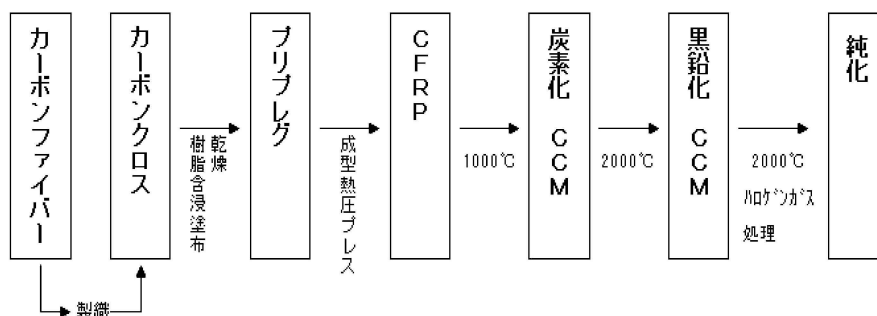 カーボンファイバー
製織
カーボンクロス
乾燥
樹脂含浸塗布
プリプレグ
成型熱圧プレス
CFRP
1000℃
炭素化 CCM
2000℃
黒鉛化 CCM
2000℃
ﾊﾛｹﾞﾝｶﾞｽ
処理
純化